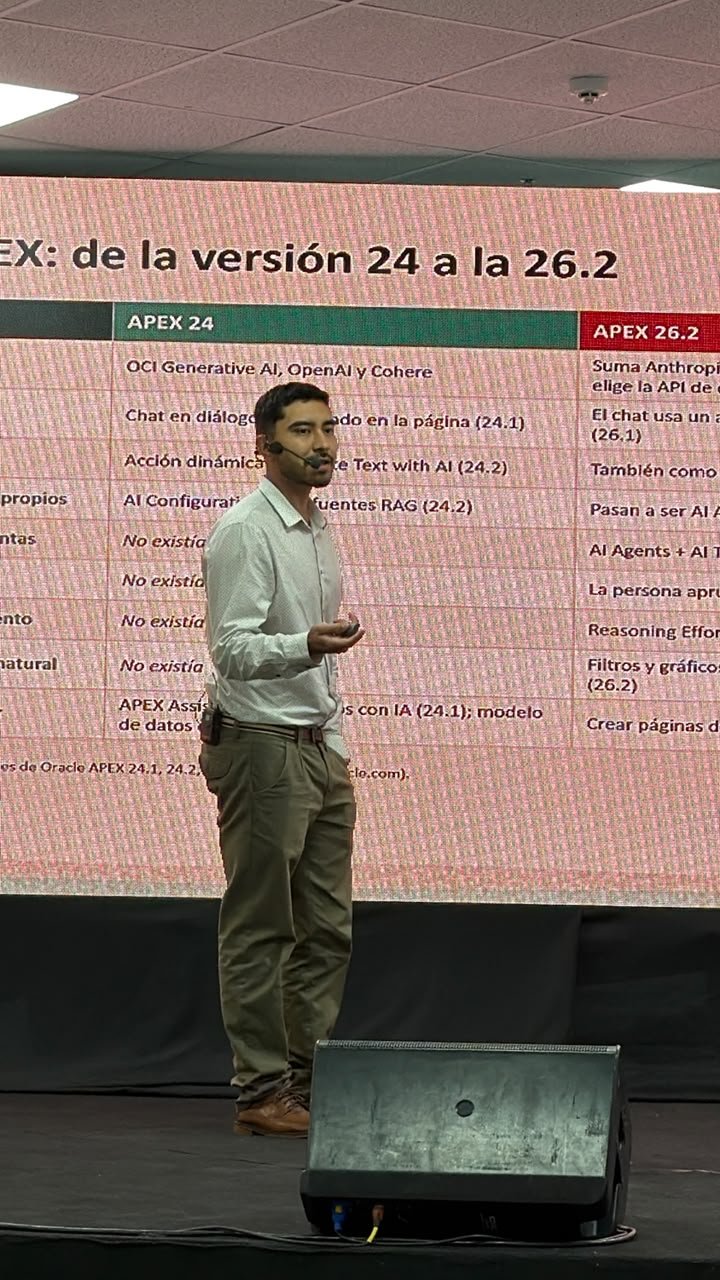 EX: de la versión 24 a la 26.2
APEX 24
APEX 26.2
OCI Generative AI, OpenAI y Cohere
Suma Anthropi
elige la API de
Chat en diálogo do en la página (24.1)
El chat usa un a
(26.1)
Acción dinámica e Text with AI (24.2)
También como
propios
AI Configurati fuentes RAG (24.2)
Pasan a ser AI A
ntas
No existía
AI Agents + AI T
No existía
La persona apru
ento
No existía
Reasoning Effor
natural
No existía
Filtros y gráfico
(26.2)
APEX Assis s con IA (24.1); modelo
de datos
Crear páginas d
es de Oracle APEX 24.1, 24.2, cle.com).